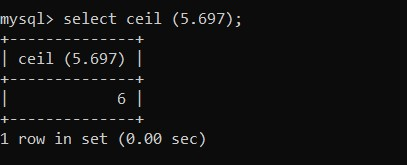 mysql> select ceil (5.697);
+--------------+
| ceil (5.697) |
+--------------+
|            6 |
+--------------+
1 row in set (0.00 sec)